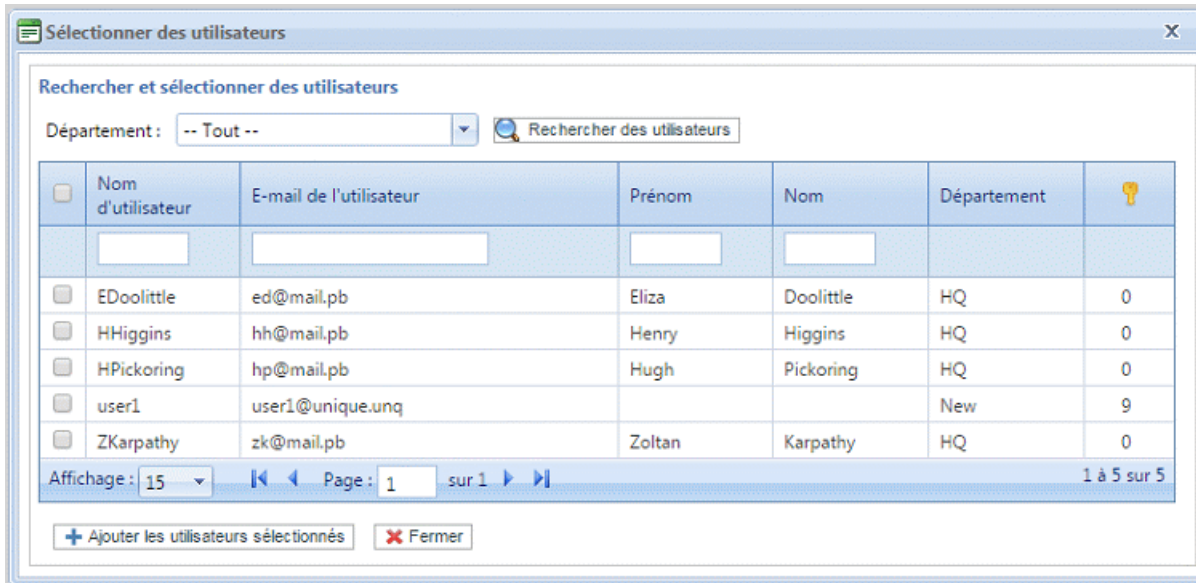 Sélectionner des utilisateurs
X
Rechercher et sélectionner des utilisateurs
Département : -- Tout -- Rechercher des utilisateurs
Nom d'utilisateur E-mail de l'utilisateur Prénom Nom Département
EDoolittle ed@mail.pb Eliza Doolittle HQ 0
HHiggins hh@mail.pb Henry Higgins HQ 0
HPickoring hp@mail.pb Hugh Pickoring HQ 0
user1 user1@unique.unq New 9
ZKarpathy zk@mail.pb Zoltan Karpathy HQ 0
Affichage : 15 Page : 1 sur 1 1 à 5 sur 5
Ajouter les utilisateurs sélectionnés Fermer